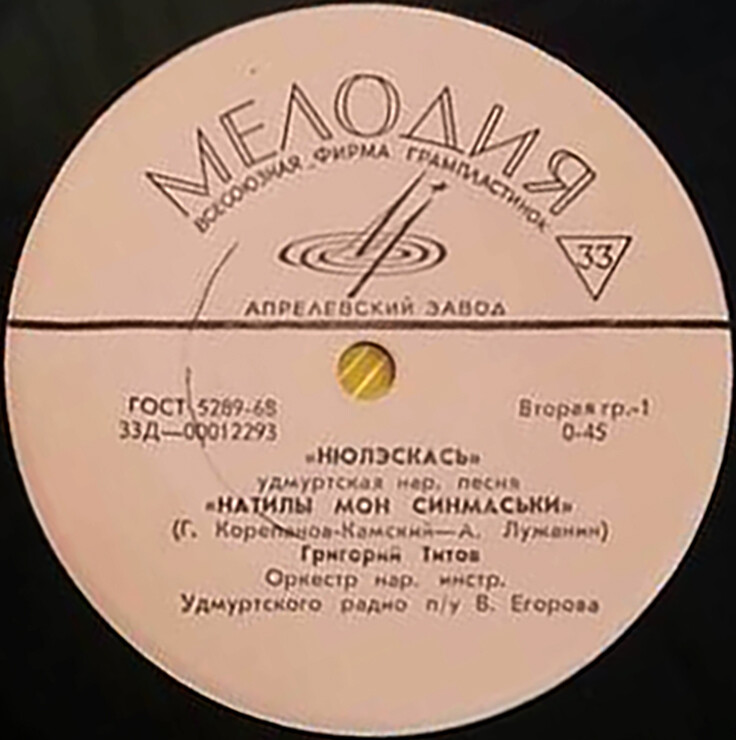 МЕЛОДИЯ
ВСЕСОЮЗНАЯ ФИРМА ГРАМПЛАСТИНОК
33
АПРЕЛЕВСКИЙ ЗАВОД
ГОСТ 5289-68
Вторая гр.-1
33Д—00012293
0-45
«НЮЛЭСКАСЬ»
удмуртская нар. песня
«НАТИЛЫ МОН СИНМАСЬКИ»
(Г. Корепанов-Камский—А. Лужанин)
Григорий Титов
Оркестр нар. инстр.
Удмуртского радио п/у В. Егорова